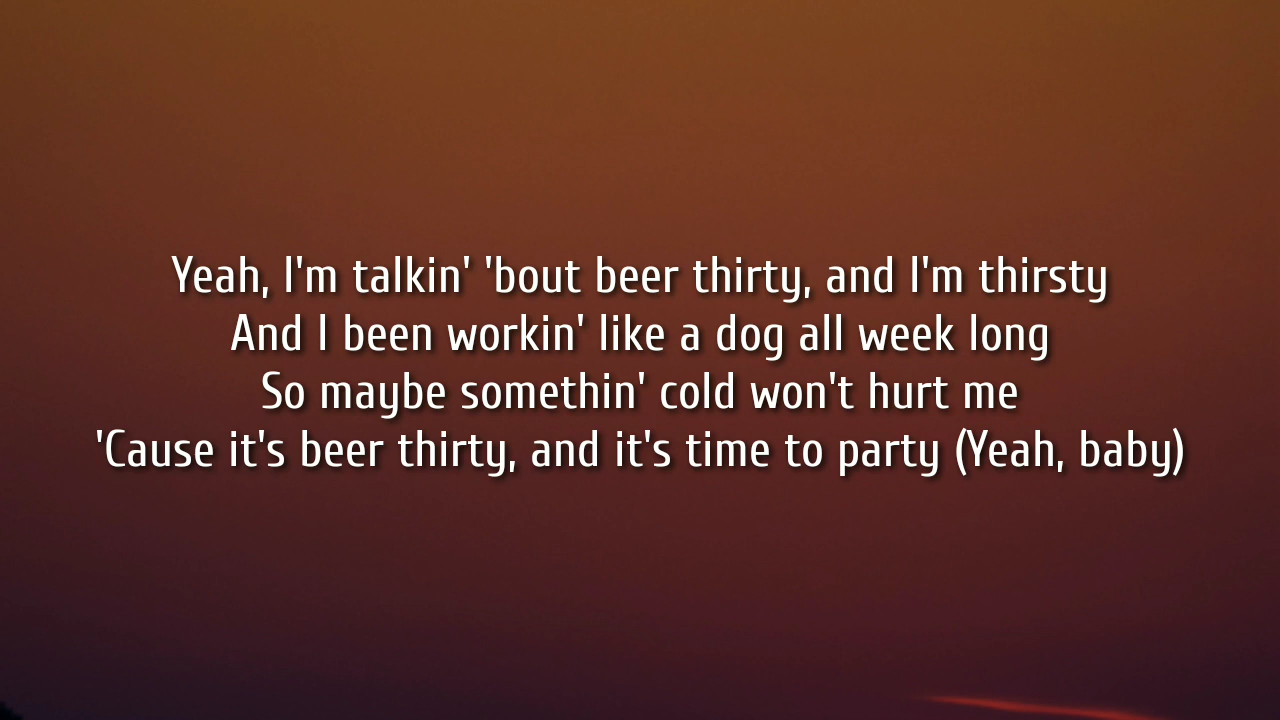 Yeah, I'm talkin' 'bout beer thirty, and I'm thirsty
And I been workin' like a dog all week long
So maybe somethin' cold won't hurt me
'Cause it's beer thirty, and it's time to party (Yeah, baby)